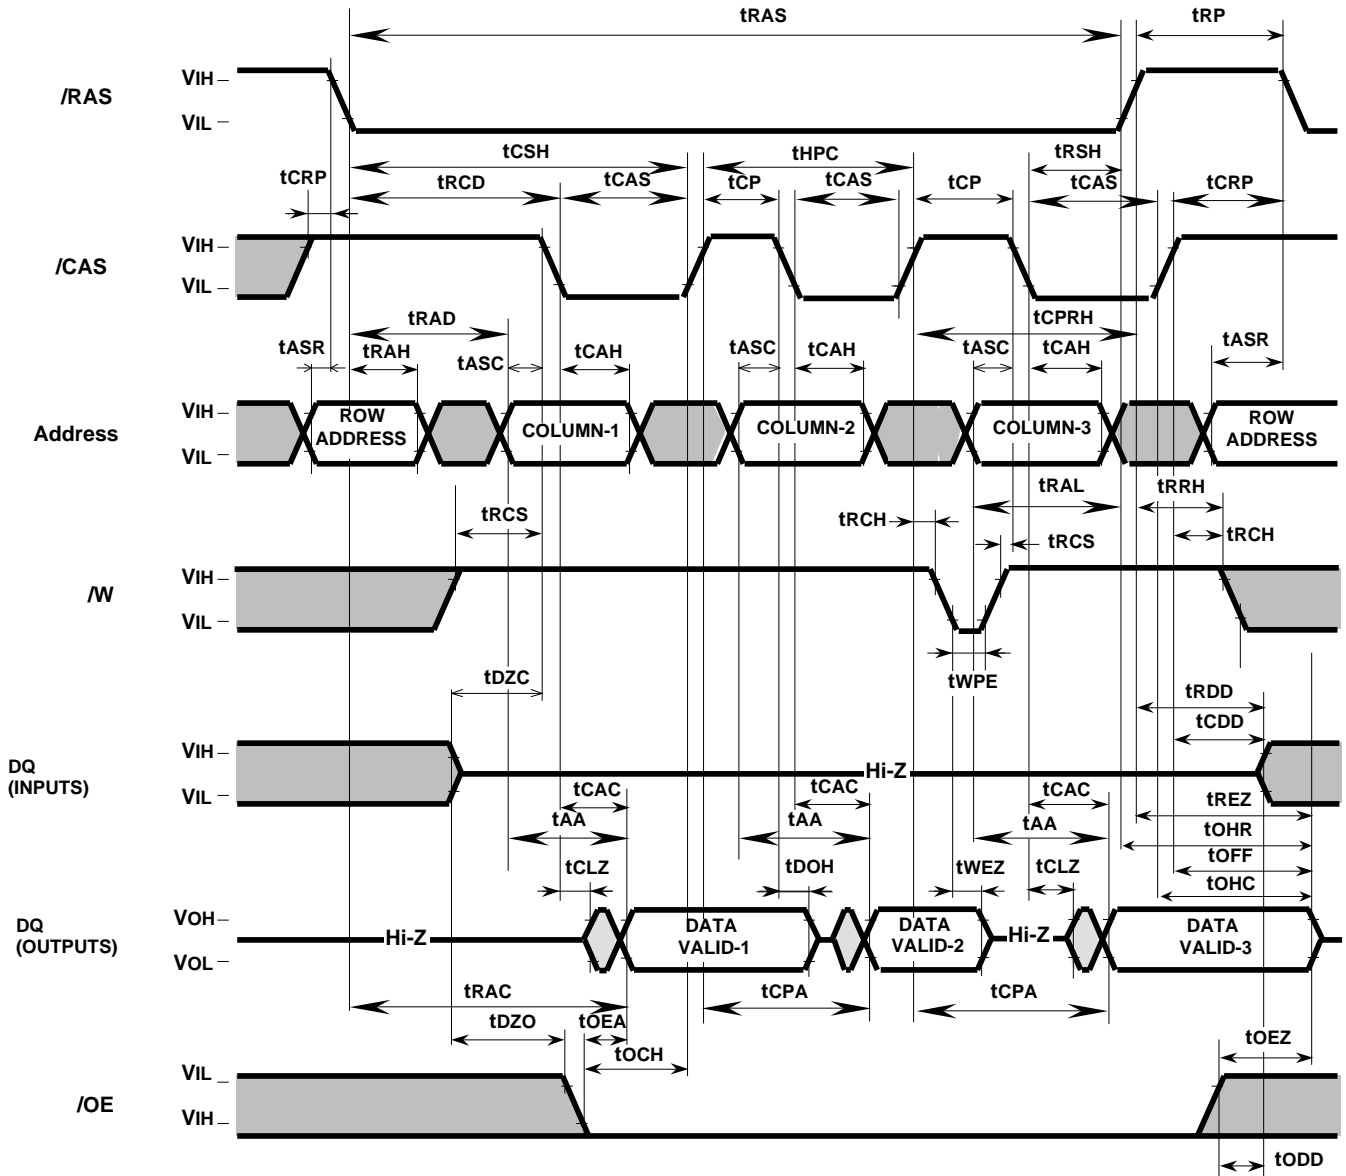 tRAS
tRP
/RAS
VIH
VIL
tCSH
tHPC
tRSH
tCRP
tRCD
tCAS
tCP
tCAS
tCP
tCAS
tCRP
/CAS
VIH
VIL
tRAD
tCPRH
tASR
tRAH
tASC
tCAH
tASC
tCAH
tASC
tCAH
tASR
Address
VIH
VIL
ROW
ADDRESS
COLUMN-1
COLUMN-2
COLUMN-3
ROW
ADDRESS
tRAL
tRRH
tRCS
tRCH
tRCS
tRCH
/W
VIH
VIL
tWPE
tDZC
tRDD
tCDD
DQ
(INPUTS)
VIH
VIL
Hi-Z
tCAC
tCAC
tCAC
tREZ
tAA
tAA
tAA
tOHR
tCLZ
tDOH
tWEZ
tCLZ
tOFF
tOHC
DQ
(OUTPUTS)
VOH
VOL
Hi-Z
DATA
VALID-1
DATA
VALID-2
Hi-Z
DATA
VALID-3
tRAC
tCPA
tCPA
tDZO
tOEA
tOCH
tOEZ
/OE
VIL
VIH
tODD